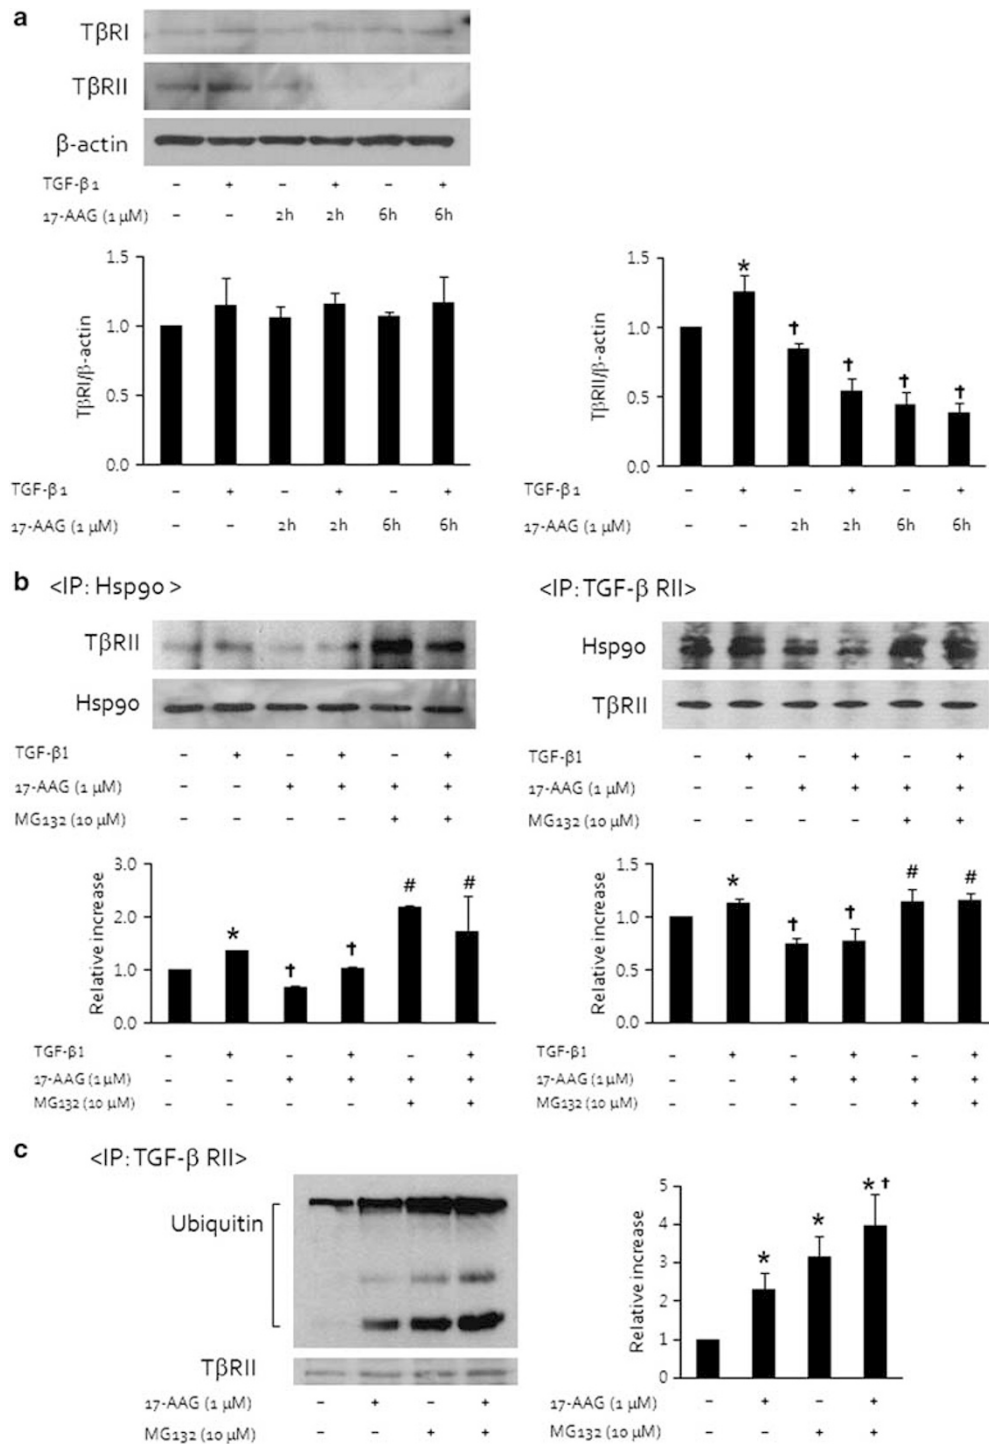 a
TβRI
TβRII
β-actin
TGF-β1 - + - + - +
17-AAG (1 μM) - - 2h 2h 6h 6h
1.5
1.0
0.5
0.0
TβRI/β-actin
TGF-β1 - + - + - +
17-AAG (1 μM) - - 2h 2h 6h 6h
1.5
1.0
0.5
0.0
TβRII/β-actin
* † † † †
TGF-β1 - + - + - +
17-AAG (1 μM) - - 2h 2h 6h 6h
b <IP: Hsp90 >
TβRII
Hsp90
TGF-β1 - + - + - +
17-AAG (1 μM) - - + + + +
MG132 (10 μM) - - - - + +
3.0
2.0
1.0
0.0
Relative increase
* † † # #
TGF-β1 - + - + - +
17-AAG (1 μM) - - + + + +
MG132 (10 μM) - - - - + +
<IP: TGF-β RII>
Hsp90
TβRII
TGF-β1 - + - + - +
17-AAG (1 μM) - - + + + +
MG132 (10 μM) - - - - + +
1.5
1.0
0.5
0.0
Relative increase
* † † # #
TGF-β1 - + - + - +
17-AAG (1 μM) - - + + + +
MG132 (10 μM) - - - - + +
c
<IP: TGF-β RII>
Ubiquitin
TβRII
17-AAG (1 μM) - + - +
MG132 (10 μM) - - + +
5
4
3
2
1
0
Relative increase
* * * †
17-AAG (1 μM) - + - +
MG132 (10 μM) - - + +